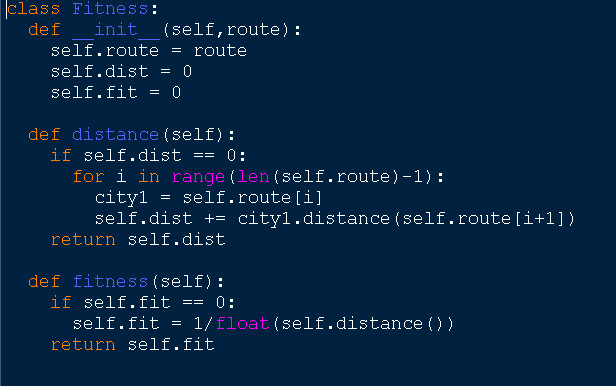 class Fitness:
  def __init__(self,route):
    self.route = route
    self.dist = 0
    self.fit = 0

  def distance(self):
    if self.dist == 0:
      for i in range(len(self.route)-1):
        city1 = self.route[i]
        self.dist += city1.distance(self.route[i+1])
    return self.dist

  def fitness(self):
    if self.fit == 0:
      self.fit = 1/float(self.distance())
    return self.fit